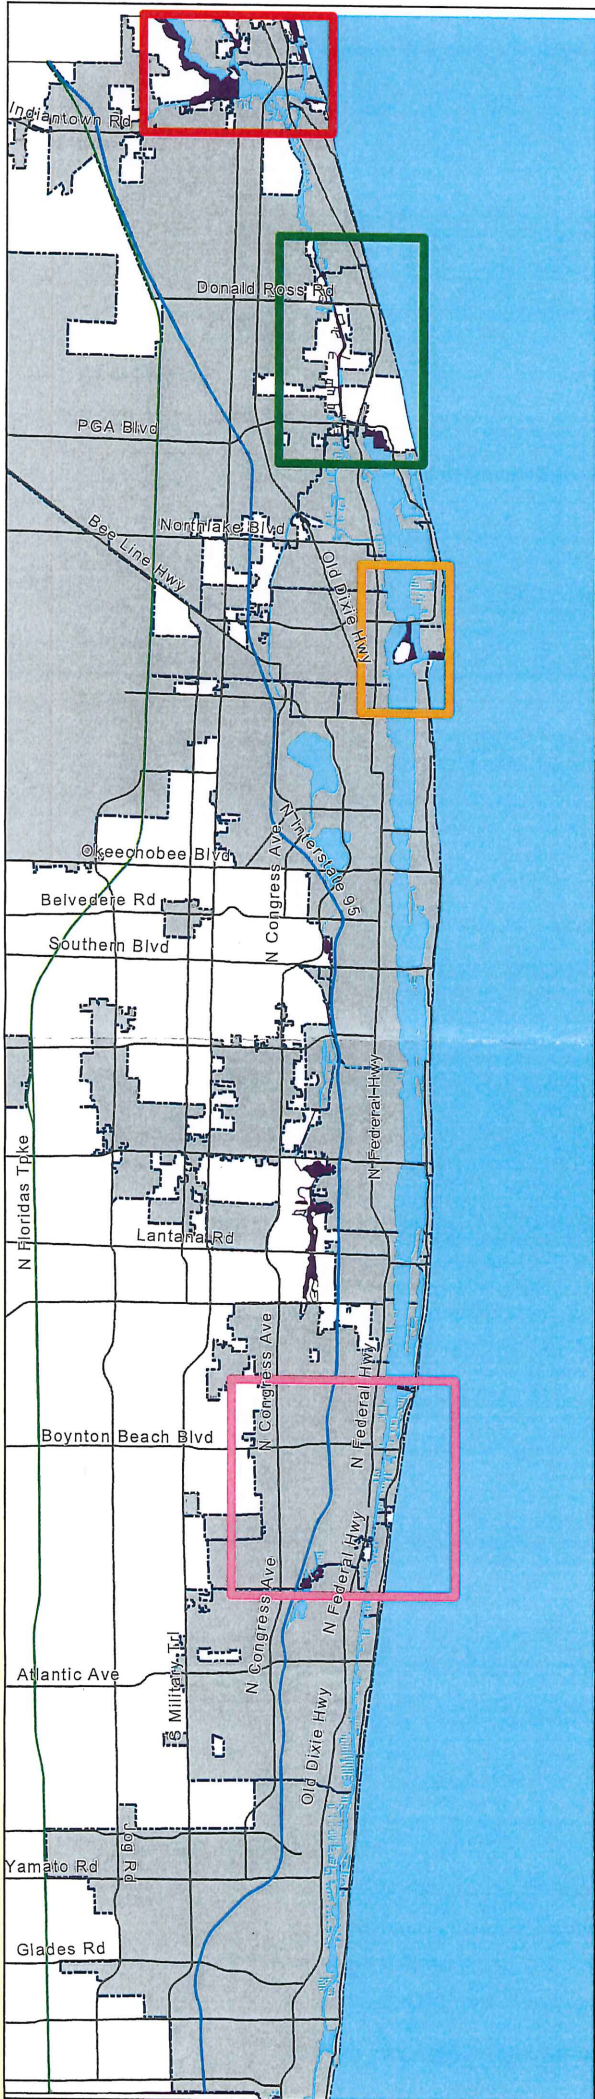 Indiantown Rd
Donald Ross Rd
PGA Blvd
Northlake Blvd
Bee Line Hwy
Old Dixie Hwy
N Interstate 95
Okeechobee Blvd
N Congress Ave
Belvedere Rd
Southern Blvd
N Federal Hwy
N Floridas Tpke
Lantana Rd
N Congress Ave
N Federal Hwy
Boynton Beach Blvd
N Federal Hwy
N Congress Ave
S Military Trl
Atlantic Ave
Old Dixie Hwy
Jog Rd
Yamato Rd
Glades Rd